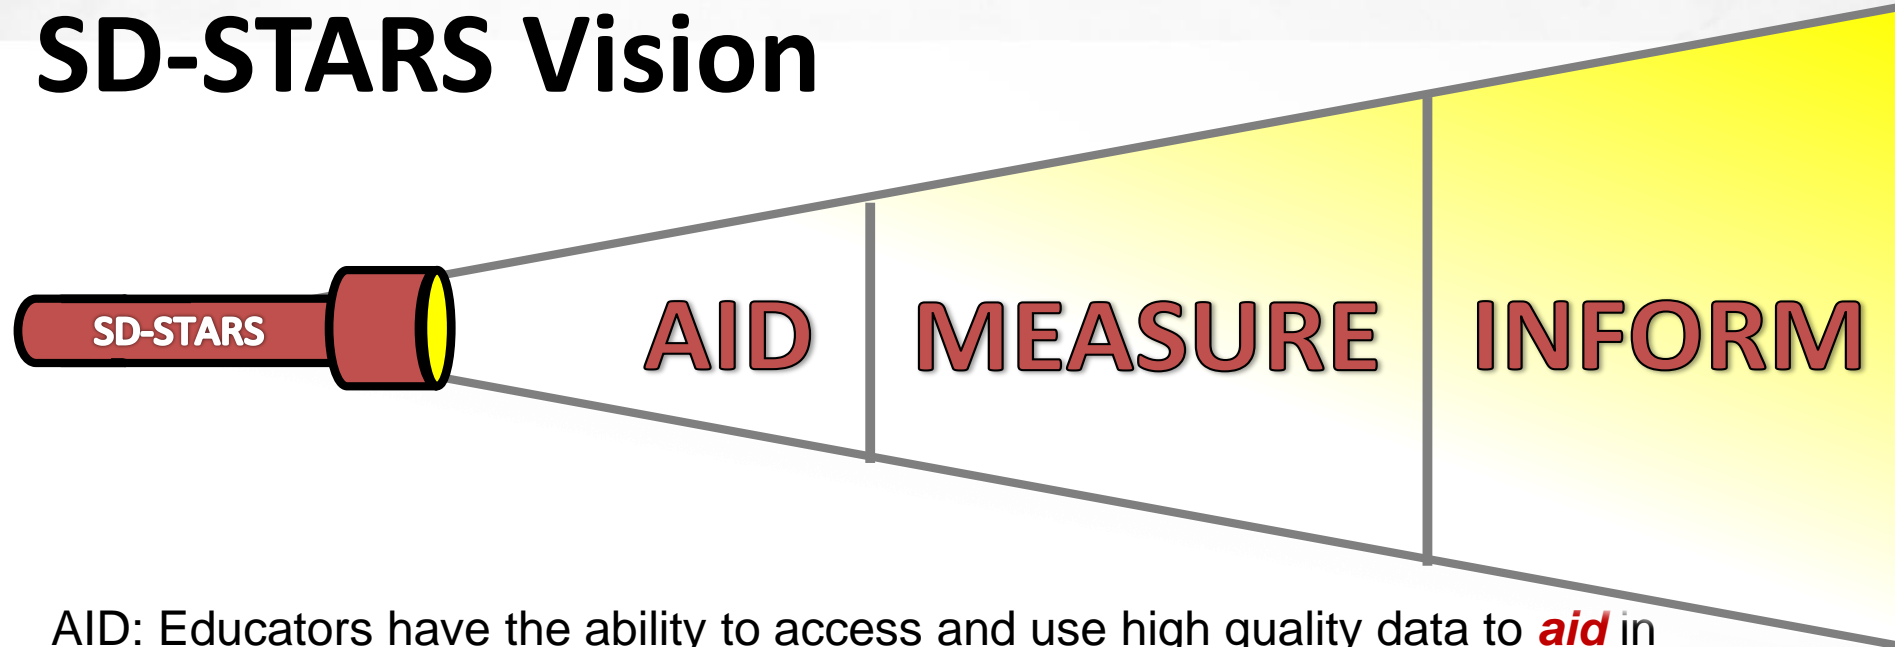 SD-STARS Vision
SD-STARS
AID
MEASURE
INFORM
AID: Educators have the ability to access and use high quality data to aid in